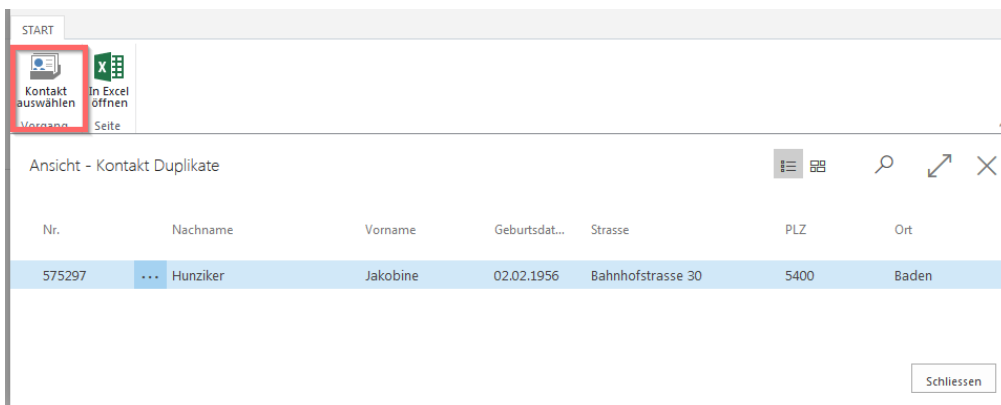 START
Kontakt auswählen
In Excel öffnen
Vorgang
Seite
Ansicht - Kontakt Duplikate
Nr. Nachname Vorname Geburtsdat... Strasse PLZ Ort
575297 ... Hunziker Jakobine 02.02.1956 Bahnhofstrasse 30 5400 Baden
Schliessen